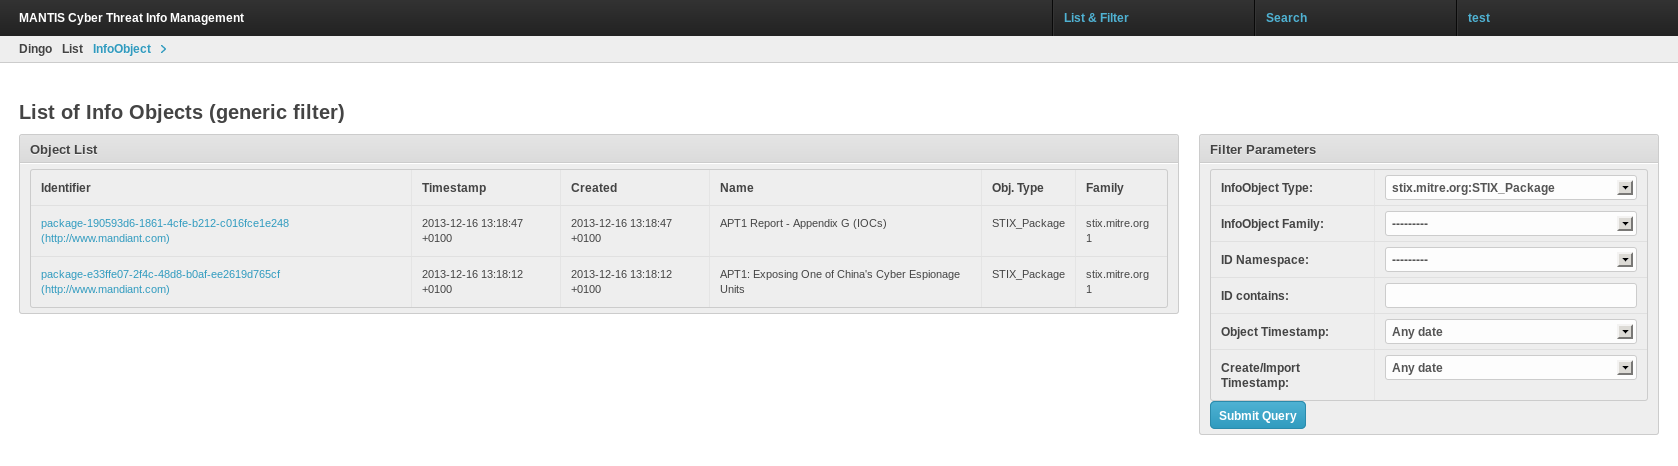 MANTIS Cyber Threat Info Management List & Filter Search test
Dingo List InfoObject
List of Info Objects (generic filter)
Object List
Identifier Timestamp Created Name Obj. Type Family
package-190593d6-1861-4cfe-b212-c016fce1e248 2013-12-16 13:18:47 2013-12-16 13:18:47 APT1 Report - Appendix G (IOCs) STIX_Package stix.mitre.org
(http://www.mandiant.com) +0100 +0100 1
package-e33ffe07-2f4c-48d8-b0af-ee2619d765cf 2013-12-16 13:18:12 2013-12-16 13:18:12 APT1: Exposing One of China's Cyber Espionage STIX_Package stix.mitre.org
(http://www.mandiant.com) +0100 +0100 Units 1
Filter Parameters
InfoObject Type: stix.mitre.org:STIX_Package
InfoObject Family: ---------
ID Namespace: ---------
ID contains:
Object Timestamp: Any date
Create/Import Any date
Timestamp:
Submit Query